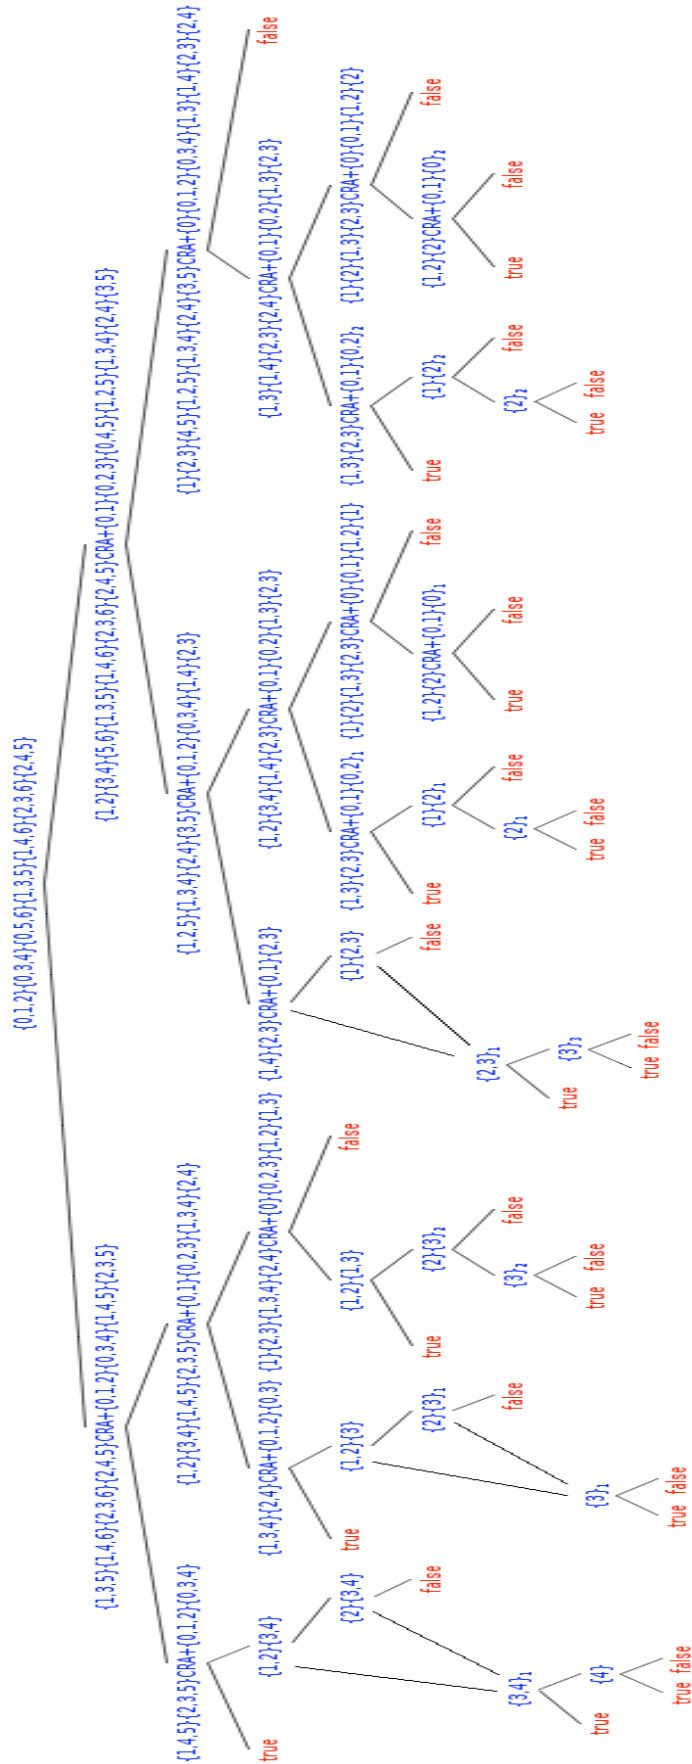 {0,1,2}{0,3,4}{0,5,6}{1,3,5}{1,4,6}{2,3,6}{2,4,5}
{1,3,5}{1,4,6}{2,3,6}{2,4,5}CRA+{0,1,2}{0,3,4}{1,4,5}{2,3,5}
{1,2}{3,4}{5,6}{1,3,5}{1,4,6}{2,3,6}{2,4,5}CRA+{0,1}{0,2,3}{0,4,5}{1,2,5}{1,3,4}{2,4}{3,5}
{1,4,5}{2,3,5}CRA+{0,1,2}{0,3,4}
{1,2}{3,4}{1,4,5}{2,3,5}CRA+{0,1}{0,2,3}{1,3,4}{2,4}
{1,2,5}{1,3,4}{2,4}{3,5}CRA+{0,1,2}{0,3,4}{1,4}{2,3}
{1}{2,3}{4,5}{1,2,5}{1,3,4}{2,4}{3,5}CRA+{0}{0,1,2}{0,3,4}{1,3}{1,4}{2,3}{2,4}
true
{1,2}{3,4}
{1,3,4}{2,4}CRA+{0,1,2}{0,3}
{1}{2,3}{1,3,4}{2,4}CRA+{0}{0,2,3}{1,2}{1,3}
{1,4}{2,3}CRA+{0,1}{2,3}
{1,2}{3,4}{1,4}{2,3}CRA+{0,1}{0,2}{1,3}{2,3}
{1,3}{1,4}{2,3}{2,4}CRA+{0,1}{0,2}{1,3}{2,3}
false
{2}{3,4}
true
{1,2}{3}
{1,2}{1,3}
false
{1}{2,3}
{1,3}{2,3}CRA+{0,1}{0,2}₁
{1}{2}{1,3}{2,3}CRA+{0}{0,1}{1,2}{1}
{1,3}{2,3}CRA+{0,1}{0,2}₂
{1}{2}{1,3}{2,3}CRA+{0}{0,1}{1,2}{2}
false
{2}{3}₁
true
{2}{3}₂
false
true
{1}{2}₁
{1,2}{2}CRA+{0,1}{0}₁
false
true
{1}{2}₂
{1,2}{2}CRA+{0,1}{0}₂
false
{3,4}₁
false
{3}₂
false
{2,3}₁
{2}₁
false
true
false
{2}₂
false
true
false
true
{4}
{3}₁
true
false
true
{3}₁
true
false
true
false
true
false
true
false
true
false